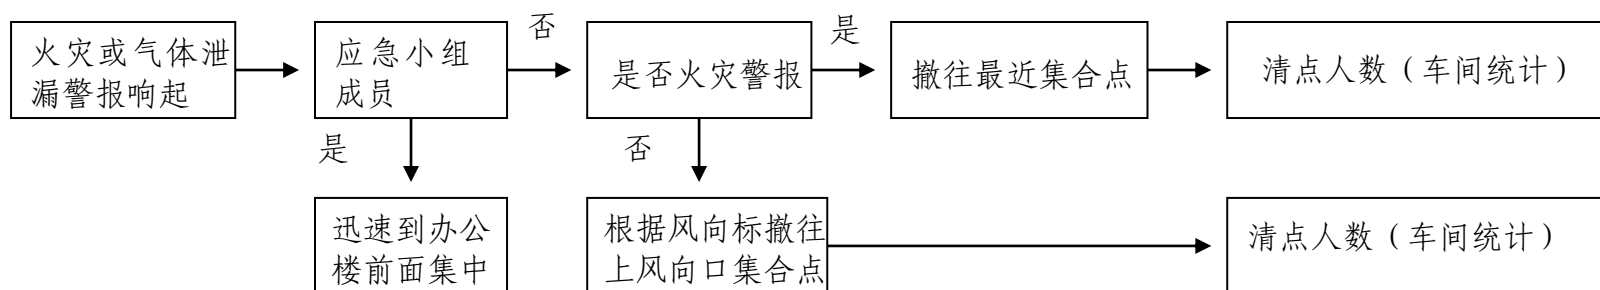 火灾或气体泄
漏警报响起
应急小组
成员
否
是否火灾警报
是
撤往最近集合点
清点人数（车间统计）
是
否
迅速到办公
楼前面集中
根据风向标撤往
上风向口集合点
清点人数（车间统计）